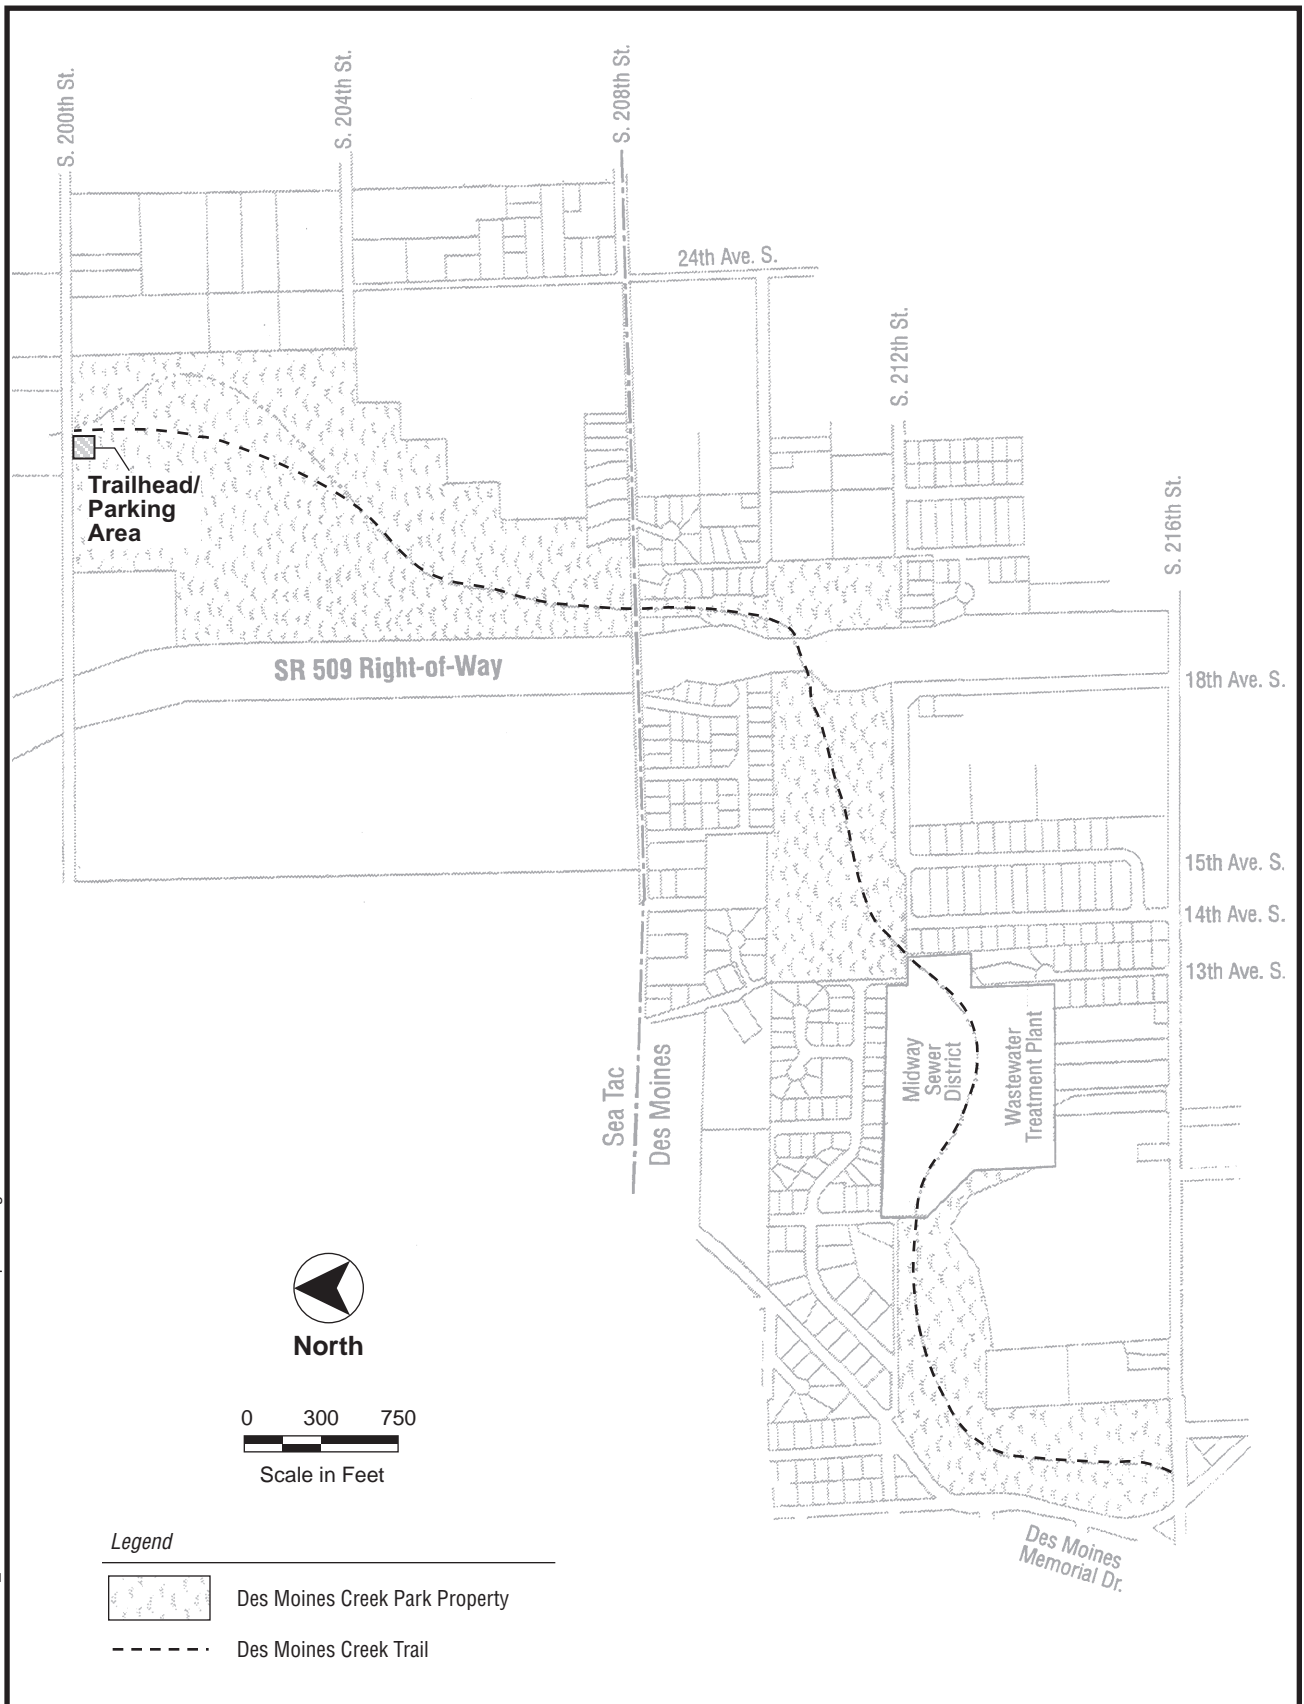 S. 200th St.
S. 204th St.
S. 208th St.
24th Ave. S.
S. 212th St.
S. 216th St.
Trailhead/
Parking
Area
SR 509 Right-of-Way
18th Ave. S.
15th Ave. S.
14th Ave. S.
13th Ave. S.
Midway
Sewer
District
Wastewater
Treatment Plant
Sea Tac
Des Moines
North
0 300 750
Scale in Feet
Des Moines
Memorial Dr.
Legend
Des Moines Creek Park Property
Des Moines Creek Trail